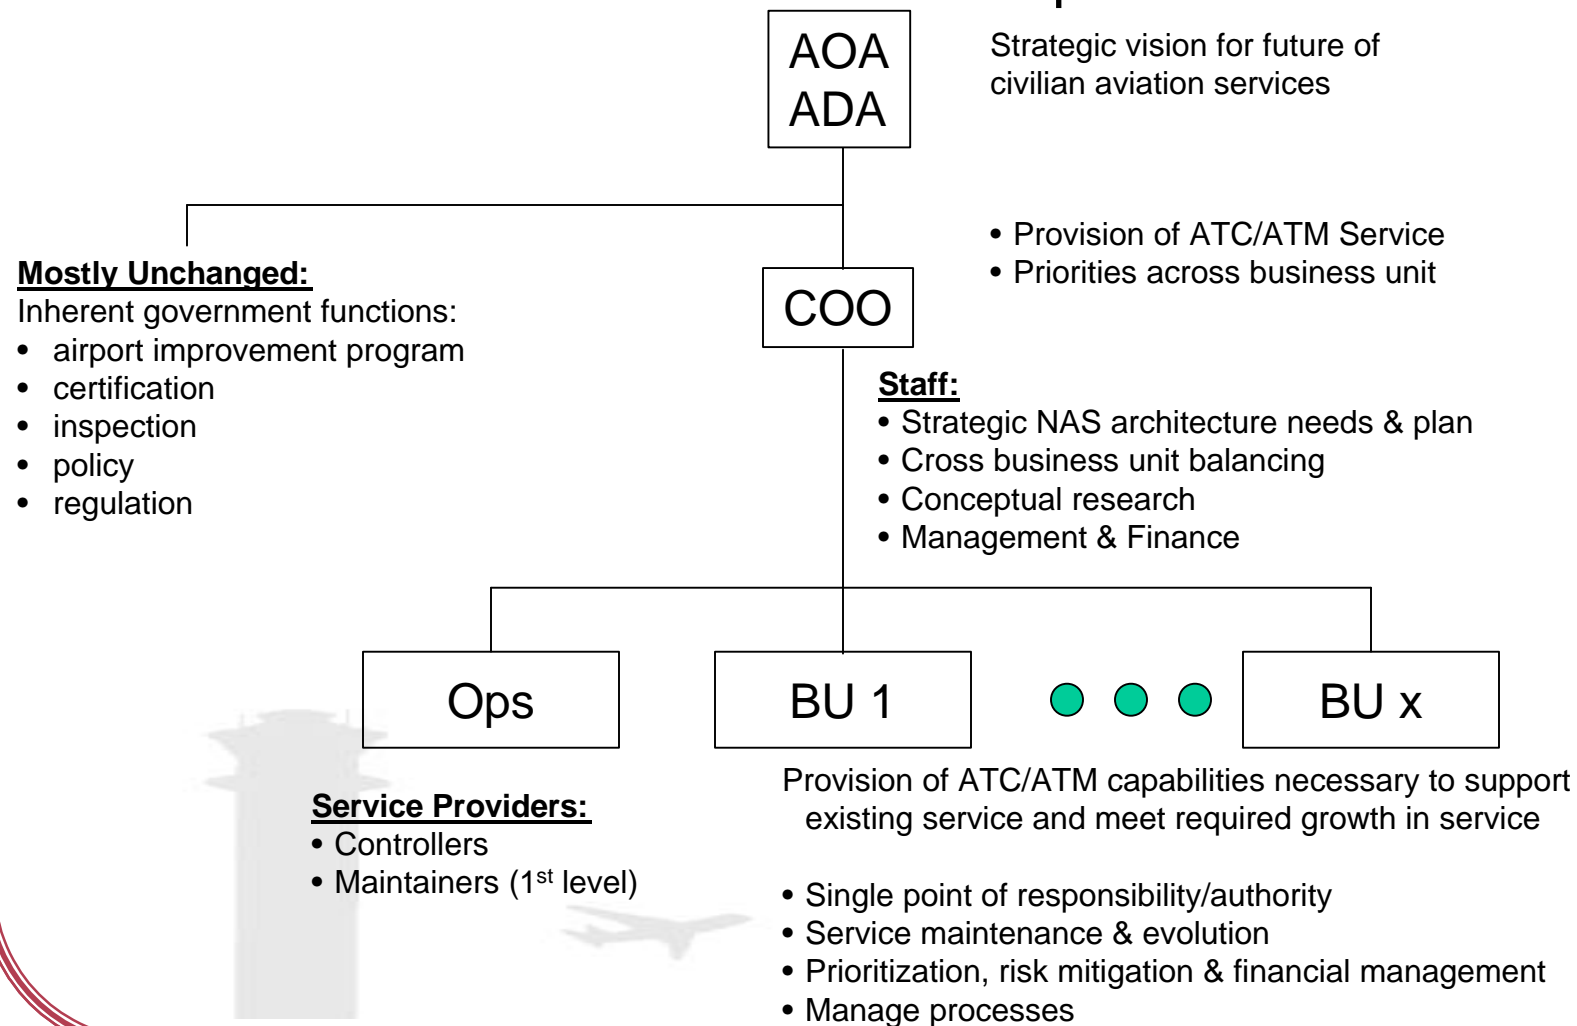 AOA
ADA
Strategic vision for future of
civilian aviation services
• Provision of ATC/ATM Service
• Priorities across business unit
Mostly Unchanged:
Inherent government functions:
• airport improvement program
• certification
• inspection
• policy
• regulation
COO
Staff:
• Strategic NAS architecture needs & plan
• Cross business unit balancing
• Conceptual research
• Management & Finance
Ops
BU 1
BU x
Service Providers:
• Controllers
• Maintainers (1st level)
Provision of ATC/ATM capabilities necessary to support
existing service and meet required growth in service
• Single point of responsibility/authority
• Service maintenance & evolution
• Prioritization, risk mitigation & financial management
• Manage processes